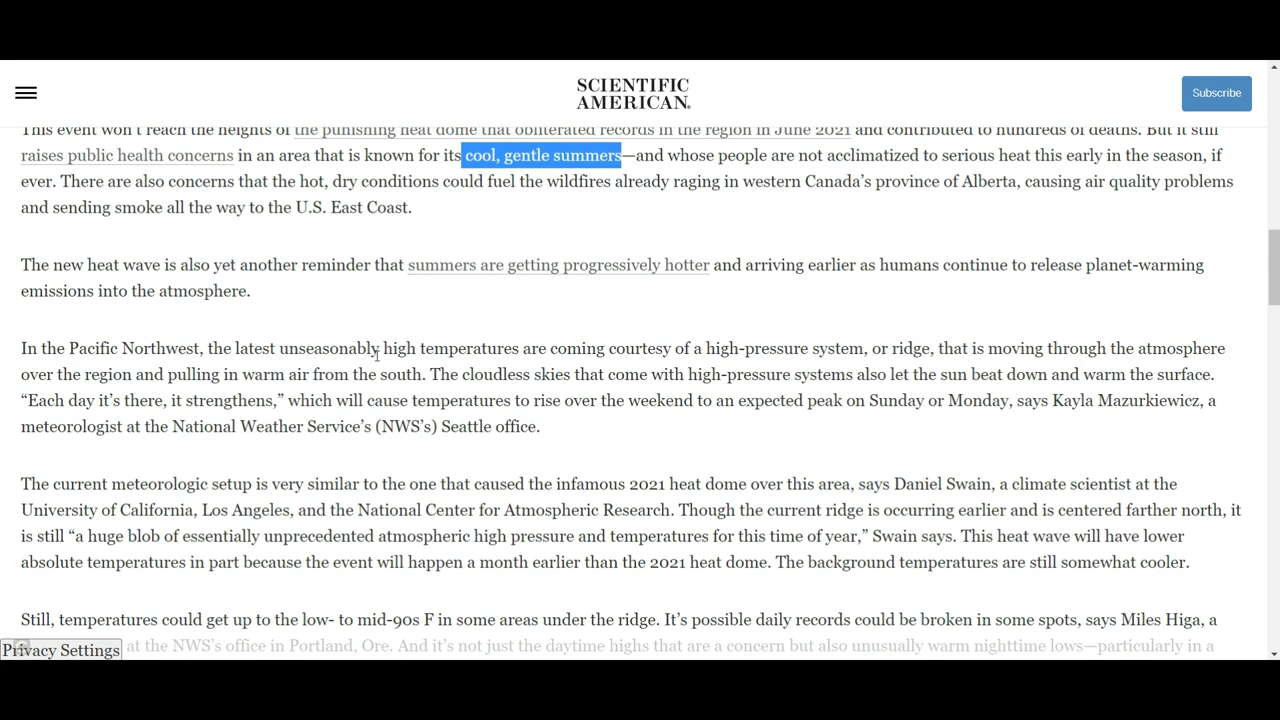 SCIENTIFIC
AMERICAN
Subscribe
This event won't reach the heights of the punishing heat dome that obliterated records in the region in June 2021 and contributed to hundreds of deaths. But it still
raises public health concerns in an area that is known for its cool, gentle summers—and whose people are not acclimatized to serious heat this early in the season, if
ever. There are also concerns that the hot, dry conditions could fuel the wildfires already raging in western Canada's province of Alberta, causing air quality problems
and sending smoke all the way to the U.S. East Coast.
The new heat wave is also yet another reminder that summers are getting progressively hotter and arriving earlier as humans continue to release planet-warming
emissions into the atmosphere.
In the Pacific Northwest, the latest unseasonably high temperatures are coming courtesy of a high-pressure system, or ridge, that is moving through the atmosphere
over the region and pulling in warm air from the south. The cloudless skies that come with high-pressure systems also let the sun beat down and warm the surface.
“Each day it's there, it strengthens,” which will cause temperatures to rise over the weekend to an expected peak on Sunday or Monday, says Kayla Mazurkiewicz, a
meteorologist at the National Weather Service's (NWS's) Seattle office.
The current meteorologic setup is very similar to the one that caused the infamous 2021 heat dome over this area, says Daniel Swain, a climate scientist at the
University of California, Los Angeles, and the National Center for Atmospheric Research. Though the current ridge is occurring earlier and is centered farther north, it
is still “a huge blob of essentially unprecedented atmospheric high pressure and temperatures for this time of year,” Swain says. This heat wave will have lower
absolute temperatures in part because the event will happen a month earlier than the 2021 heat dome. The background temperatures are still somewhat cooler.
Still, temperatures could get up to the low- to mid-90s F in some areas under the ridge. It's possible daily records could be broken in some spots, says Miles Higa, a
at the NWS's office in Portland, Ore. And it's not just the daytime highs that are a concern but also unusually warm nighttime lows—particularly in a
Privacy Settings